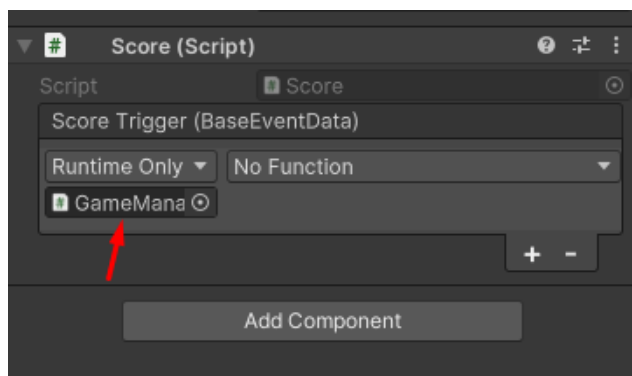 # Score (Script)
Script # Score
Score Trigger (BaseEventData)
Runtime Only No Function
# GameMana
+ -
Add Component